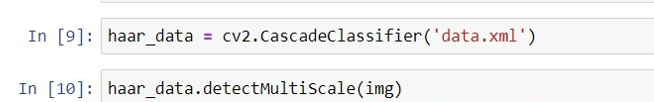 In [9]: haar_data = cv2.CascadeClassifier('data.xml')
In [10]: haar_data.detectMultiScale(img)